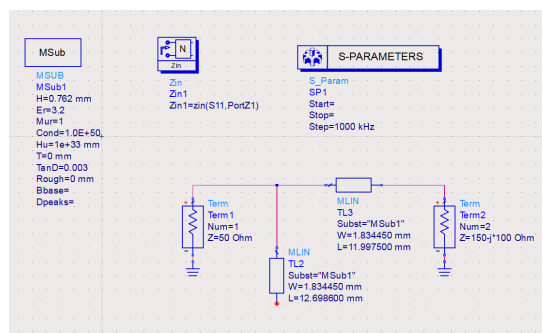 MSub
MSUB
MSub1
H=0.762 mm
Er=3.2
Mur=1
Cond=1.0E+50,
Hu=1e+33 mm
T=0 mm
TanD=0.003
Rough=0 mm
Bbase=
Dpeaks=
N
Zin
Zin
Zin1
Zin1=zin(S11,PortZ1)
S-PARAMETERS
S_Param
SP1
Start=
Stop=
Step=1000 kHz
Term
Term1
Num=1
Z=50 Ohm
MLIN
TL2
Subst="MSub1"
W=1.834450 mm
L=12.698600 mm
MLIN
TL3
Subst="MSub1"
W=1.834450 mm
L=11.997500 mm
Term
Term2
Num=2
Z=150-j*100 Ohm